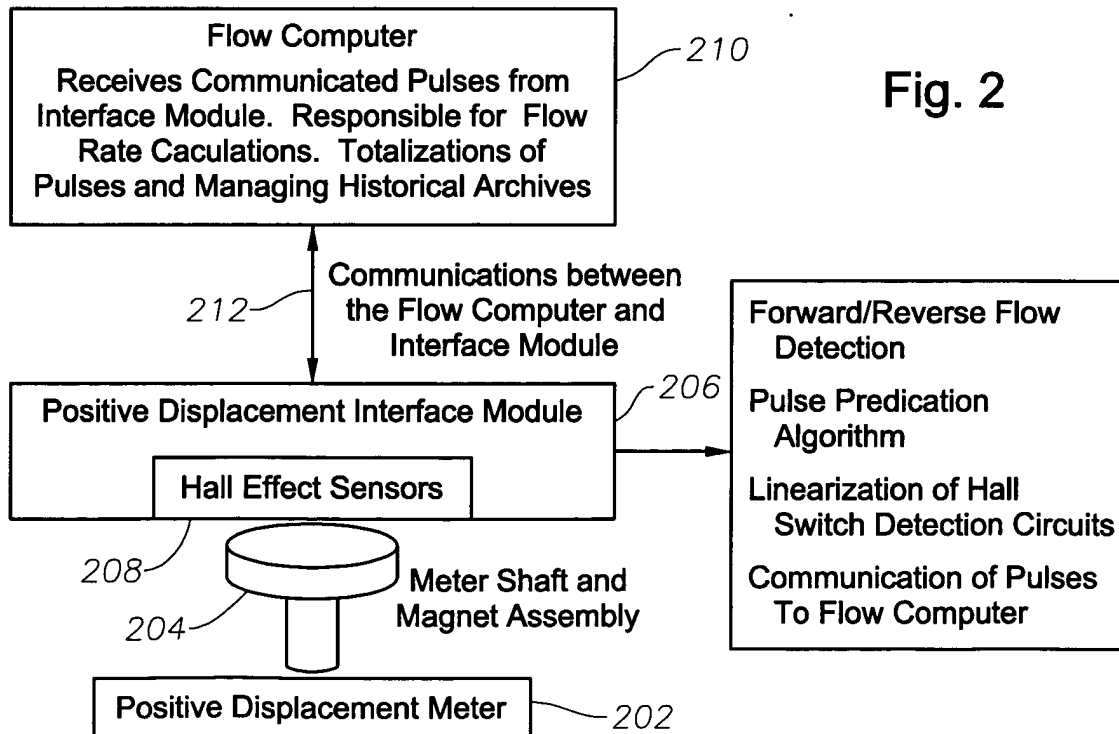 Flow Computer
Receives Communicated Pulses from
Interface Module. Responsible for Flow
Rate Caculations. Totalizations of
Pulses and Managing Historical Archives
210
Fig. 2
212
Communications between
the Flow Computer and
Interface Module
Positive Displacement Interface Module
206
Hall Effect Sensors
208
204
Meter Shaft and
Magnet Assembly
Positive Displacement Meter
202
Forward/Reverse Flow
Detection
Pulse Predication
Algorithm
Linearization of Hall
Switch Detection Circuits
Communication of Pulses
To Flow Computer